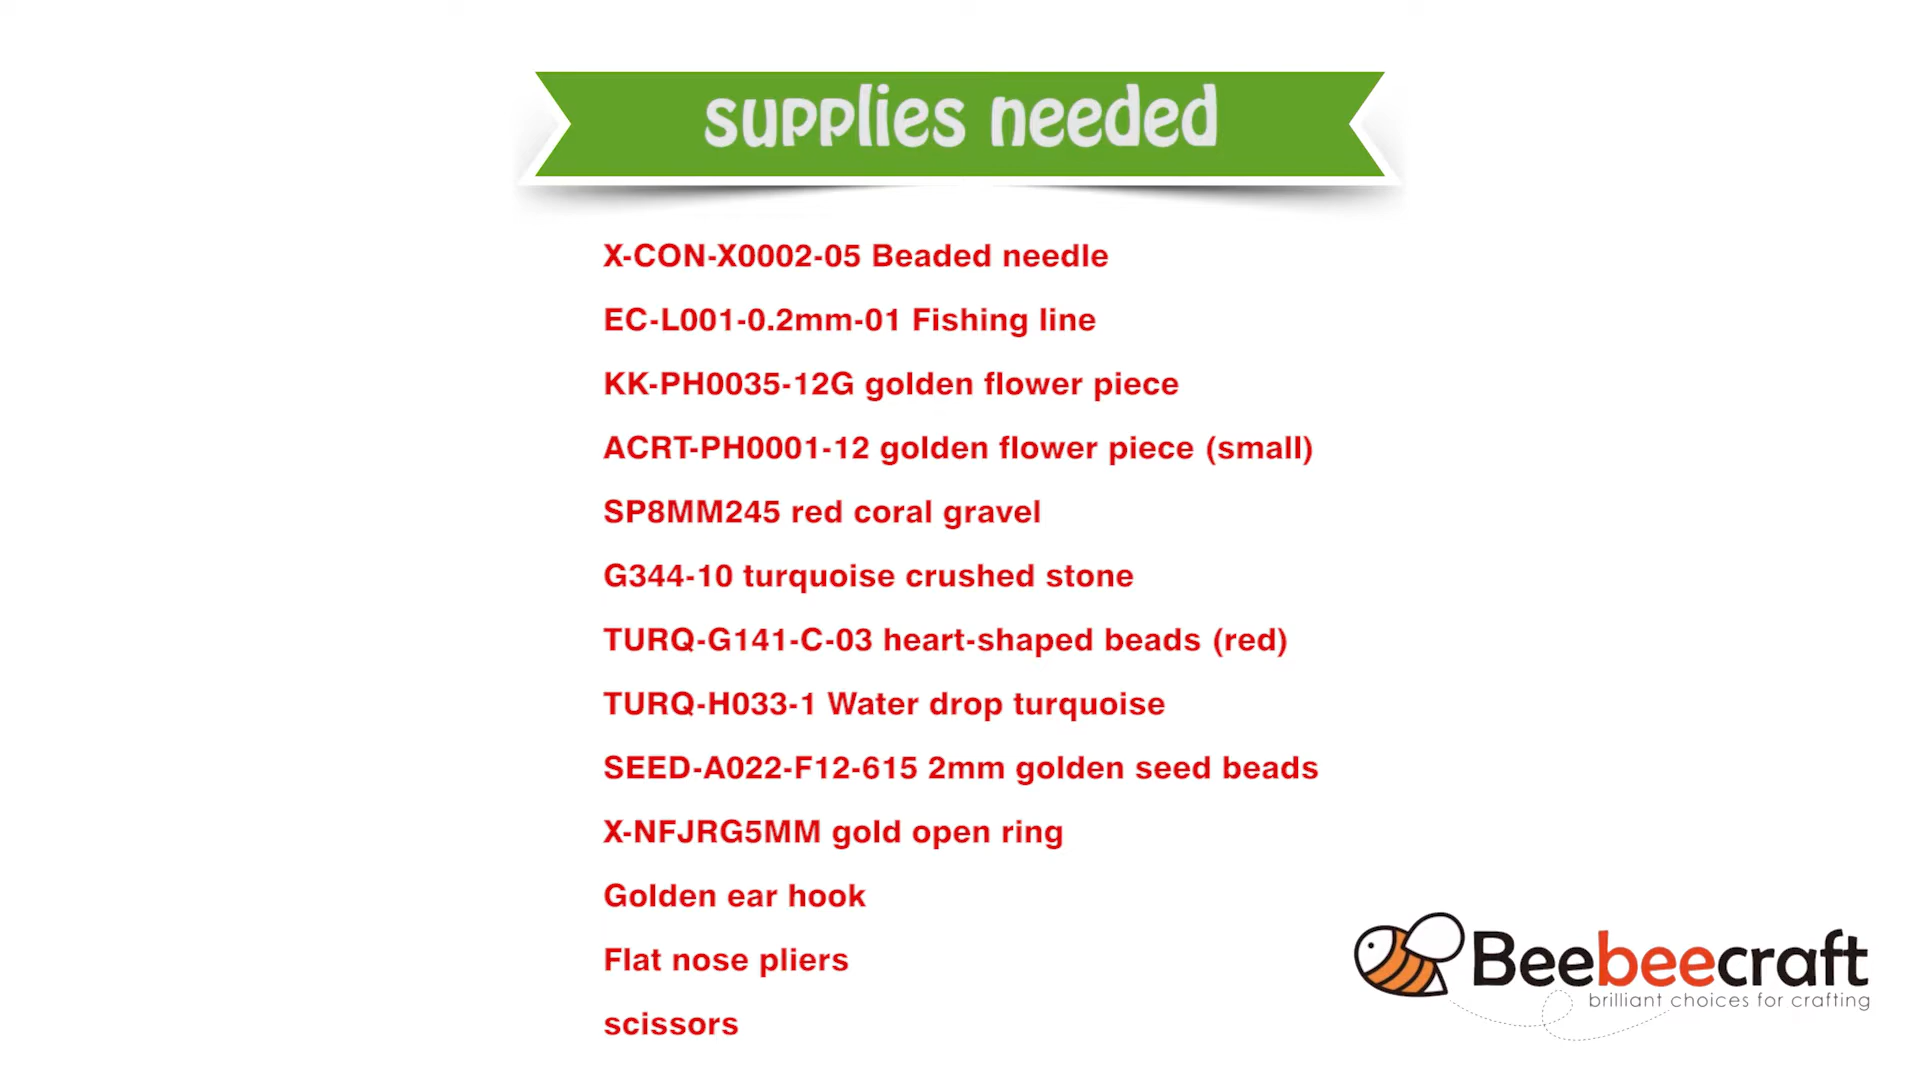 supplies needed
X-CON-X0002-05 Beaded needle
EC-L001-0.2mm-01 Fishing line
KK-PH0035-12G golden flower piece
ACRT-PH0001-12 golden flower piece (small)
SP8MM245 red coral gravel
G344-10 turquoise crushed stone
TURQ-G141-C-03 heart-shaped beads (red)
TURQ-H033-1 Water drop turquoise
SEED-A022-F12-615 2mm golden seed beads
X-NFJRG5MM gold open ring
Golden ear hook
Flat nose pliers
scissors
Beebeecraft
brilliant choices for crafting